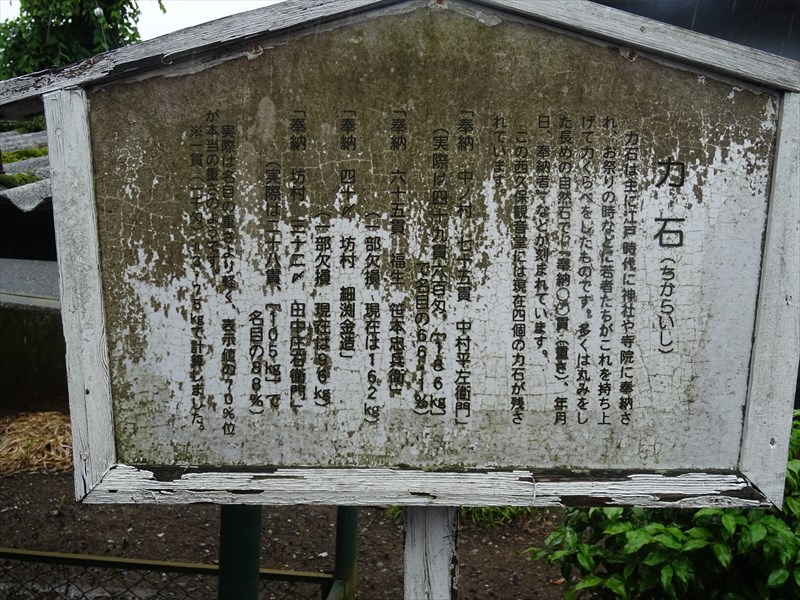 力石(ちからいし)
力石は主に江戸時代に神社や寺院に奉納さ
れ、お祭りの時などに若者たちがこれを持ち上
げて力くらべをしたものです。多くは丸みをし
た長めの自然石で「奉納〇〇貫(重さ)、年月
日、奉納者」などが刻まれています。
この西久保観音堂には現在四個の力石が残さ
れています。
「奉納 中ノ村 七十五貫 中村平左衛門」
(実際は四十九貫六百匁、(186kg)
で名目の66.1%)
「奉納 六十五貫 福生 笹本忠兵衛」
(一部欠損 現在は162kg)
「奉納 四十〆 坊村 細渕金造」
(一部欠損 現在は96kg)
「奉納 坊村 三十二〆 田中庄右衛門」
(実際は二十八貫(105kg)で
名目の88%)
実際は名目の重さより軽く、表示値の70%位
が本当の重さのようです。
※一貫(一〆)は3.75kgで計算しました。